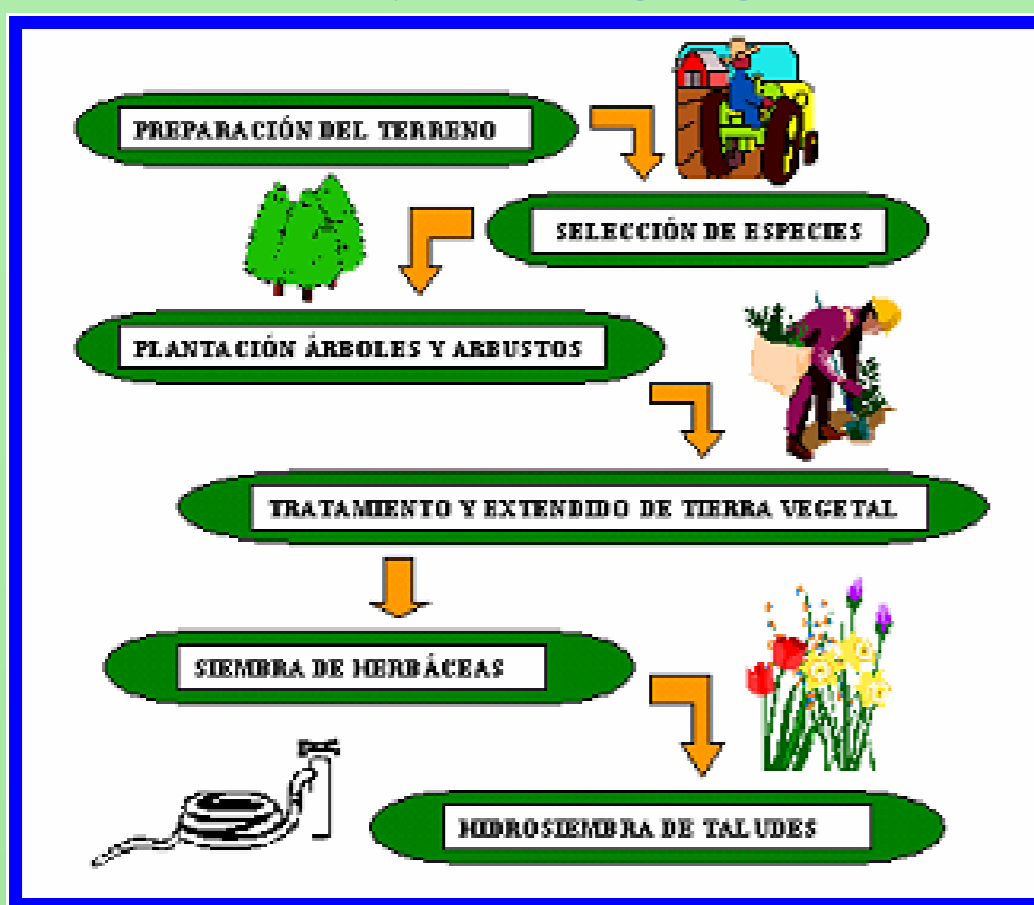 PREPARACIÓN DEL TERRENO
SELECCIÓN DE ESPECIES
PLANTACIÓN ÁRBOLES Y ARBUSTOS
TRATAMIENTO Y EXTENDIDO DE TIERRA VEGETAL
SIEMBRA DE HERBÁCEAS
HIDROSIEMBRA DE TALUDES